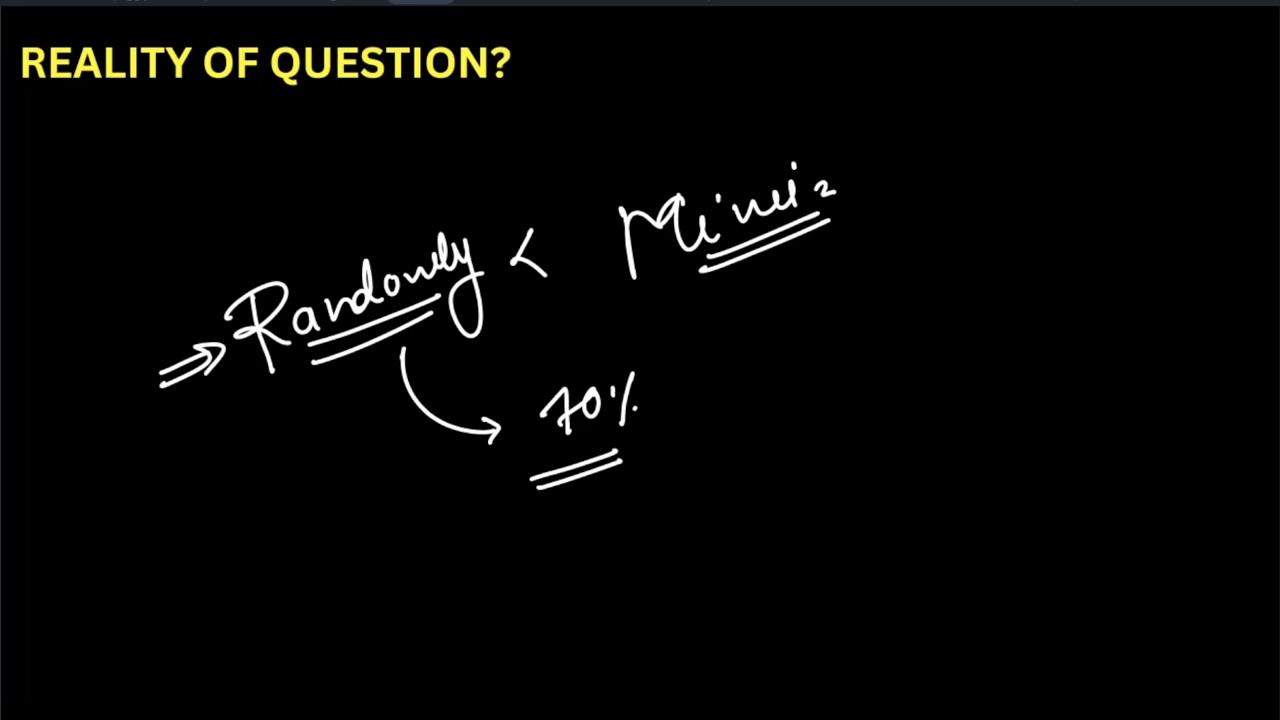 REALITY OF QUESTION?
⇒ Randomly <
70%